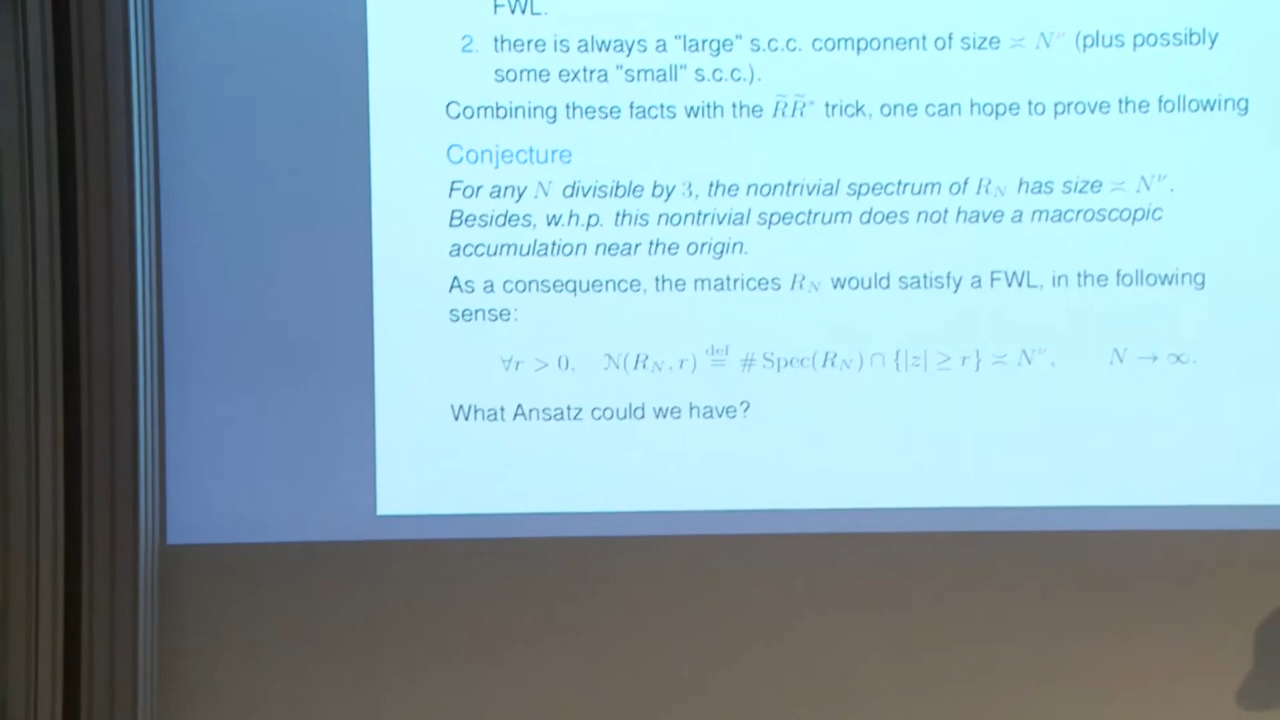 FWL.
2. there is always a "large" s.c.c. component of size ≍ N^ν (plus possibly
some extra "small" s.c.c.).
Combining these facts with the R̃R̃* trick, one can hope to prove the following
Conjecture
For any N divisible by 3, the nontrivial spectrum of R_N has size ≍ N^ν.
Besides, w.h.p. this nontrivial spectrum does not have a macroscopic
accumulation near the origin.
As a consequence, the matrices R_N would satisfy a FWL, in the following
sense:
∀r > 0, N(R_N, r) def= # Spec(R_N) ∩ {|z| ≥ r} ≍ N^ν, N → ∞.
What Ansatz could we have?